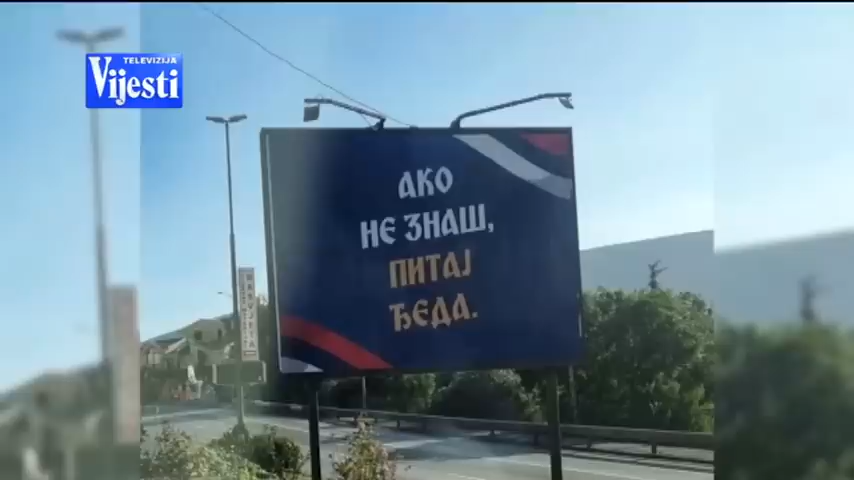 TELEVIZIJA
Vijesti
АКО
НЕ ЗНАШ,
ПИТАЈ
ЂЕДА.